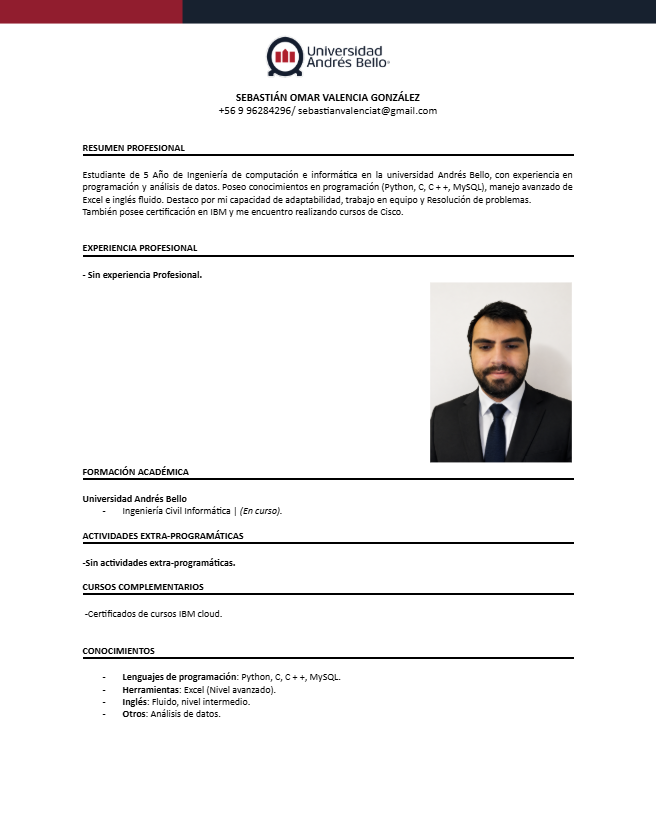 Universidad
Andrés Bello®
SEBASTIÁN OMAR VALENCIA GONZÁLEZ
+56 9 96284296/ sebastianvalenciat@gmail.com
RESUMEN PROFESIONAL
Estudiante de 5 Año de Ingeniería de computación e informática en la universidad Andrés Bello, con experiencia en
programación y análisis de datos. Poseo conocimientos en programación (Python, C, C + +, MySQL), manejo avanzado de
Excel e inglés fluido. Destaco por mi capacidad de adaptabilidad, trabajo en equipo y Resolución de problemas.
También posee certificación en IBM y me encuentro realizando cursos de Cisco.
EXPERIENCIA PROFESIONAL
- Sin experiencia Profesional.
FORMACIÓN ACADÉMICA
Universidad Andrés Bello
- Ingeniería Civil Informática | (En curso).
ACTIVIDADES EXTRA-PROGRAMÁTICAS
-Sin actividades extra-programáticas.
CURSOS COMPLEMENTARIOS
-Certificados de cursos IBM cloud.
CONOCIMIENTOS
- Lenguajes de programación: Python, C, C + +, MySQL.
- Herramientas: Excel (Nivel avanzado).
- Inglés: Fluido, nivel intermedio.
- Otros: Análisis de datos.